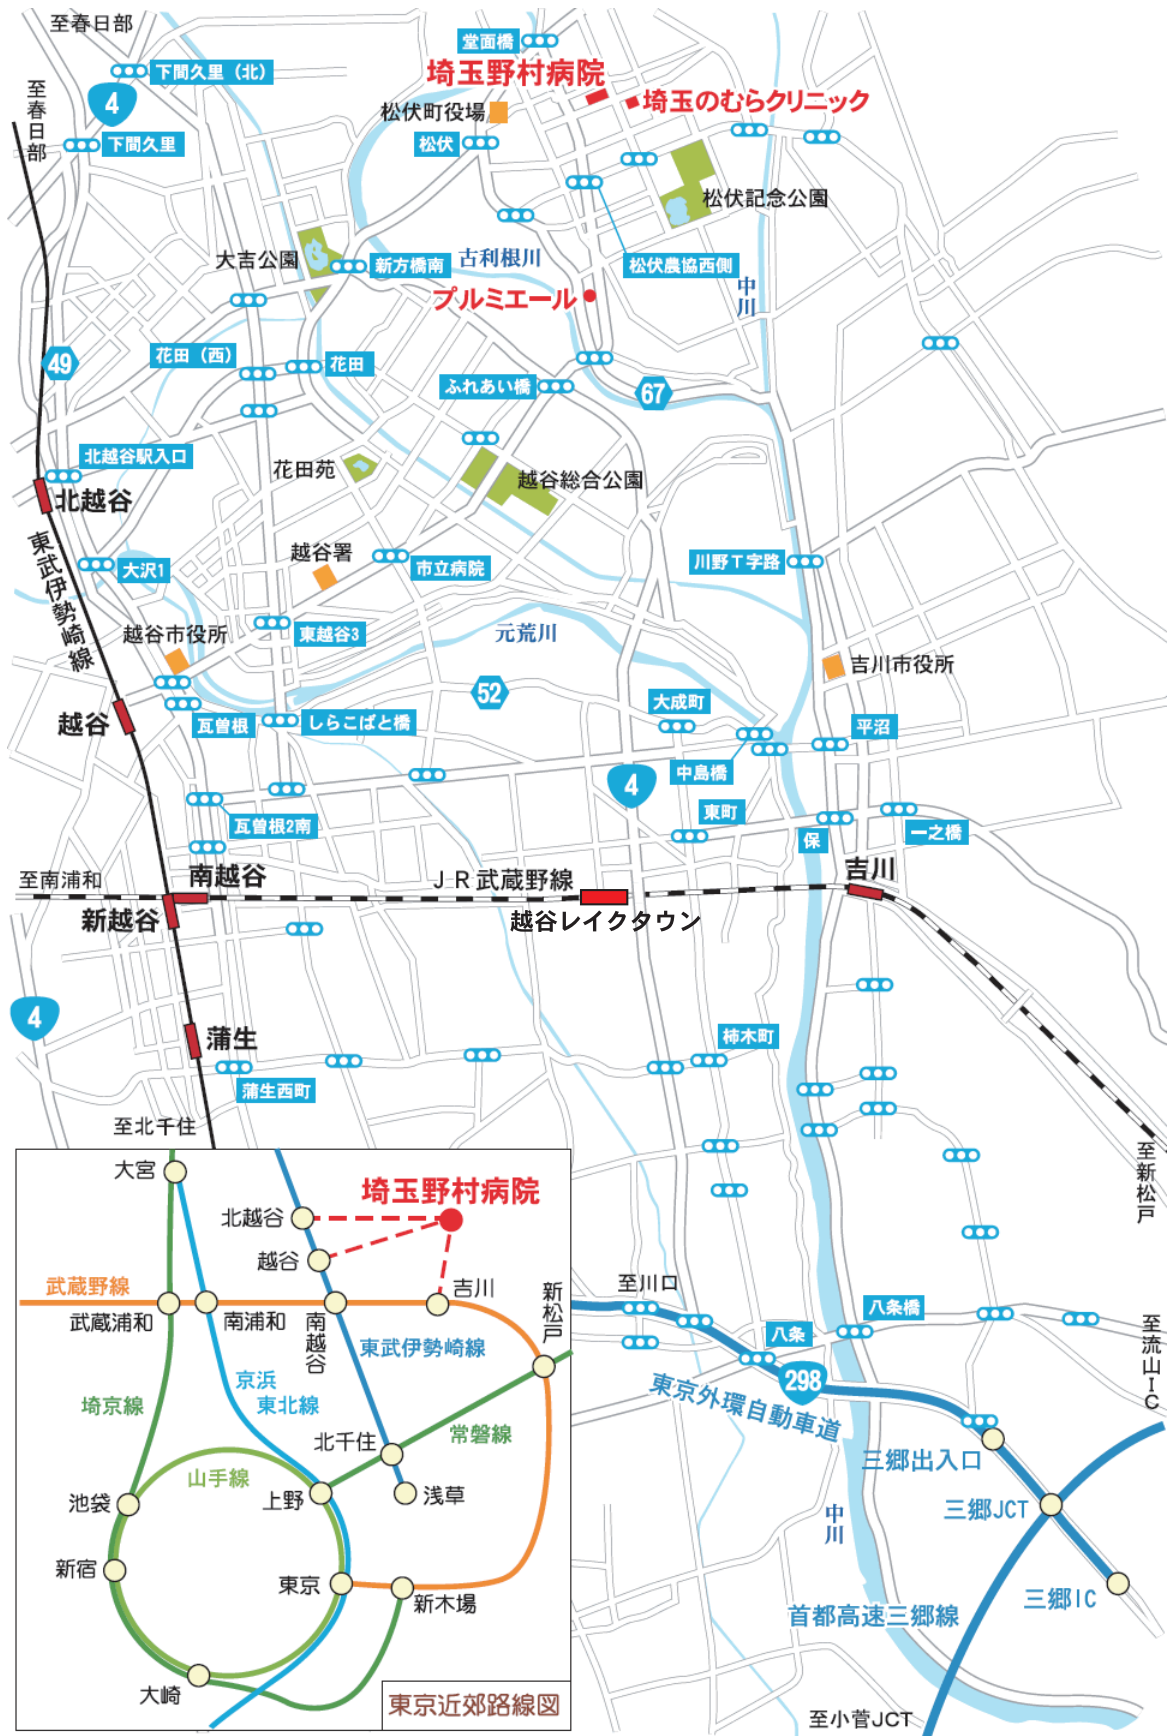 至春日部
堂面橋
下間久里（北）
埼玉野村病院
至春日部
4
松伏町役場
埼玉のむらクリニック
下間久里
松伏
松伏記念公園
大吉公園
新方橋南
古利根川
松伏農協西側
中川
プルミエール
49
花田（西）
花田
ふれあい橋
67
北越谷駅入口
花田苑
越谷総合公園
北越谷
東武伊勢崎線
越谷署
大沢1
市立病院
川野T字路
越谷市役所
東越谷3
元荒川
吉川市役所
52
大成町
越谷
瓦曽根
しらこばと橋
平沼
中島橋
4
瓦曽根2南
東町
保
一之橋
至南浦和
南越谷
JR武蔵野線
吉川
新越谷
越谷レイクタウン
4
蒲生
柿木町
蒲生西町
至北千住
至新松戸
大宮
北越谷
埼玉野村病院
越谷
武蔵野線
吉川
新松戸
武蔵浦和
南浦和
南越谷
東武伊勢崎線
京浜
東北線
埼京線
北千住
常磐線
山手線
池袋
上野
浅草
新宿
東京
新木場
大崎
東京近郊路線図
至川口
八条橋
八条
至流山IC
298
東京外環自動車道
三郷出入口
三郷JCT
中川
三郷IC
首都高速三郷線
至小菅JCT